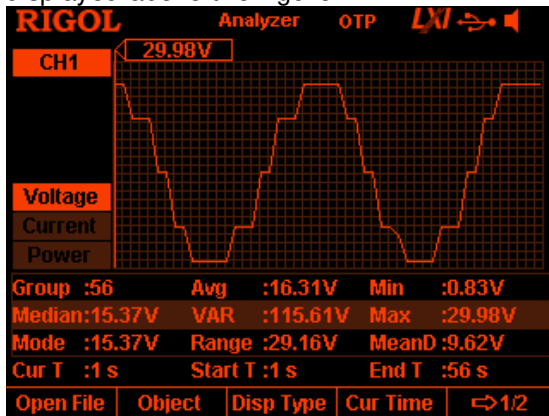 RIGOL Analyzer OTP LXI
CH1 29.98V
Voltage
Current
Power
Group :56 Avg :16.31V Min :0.83V
Median:15.37V VAR :115.61V Max :29.98V
Mode :15.37V Range :29.16V MeanD :9.62V
Cur T :1 s Start T :1 s End T :56 s
Open File Object Disp Type Cur Time ⇨1/2